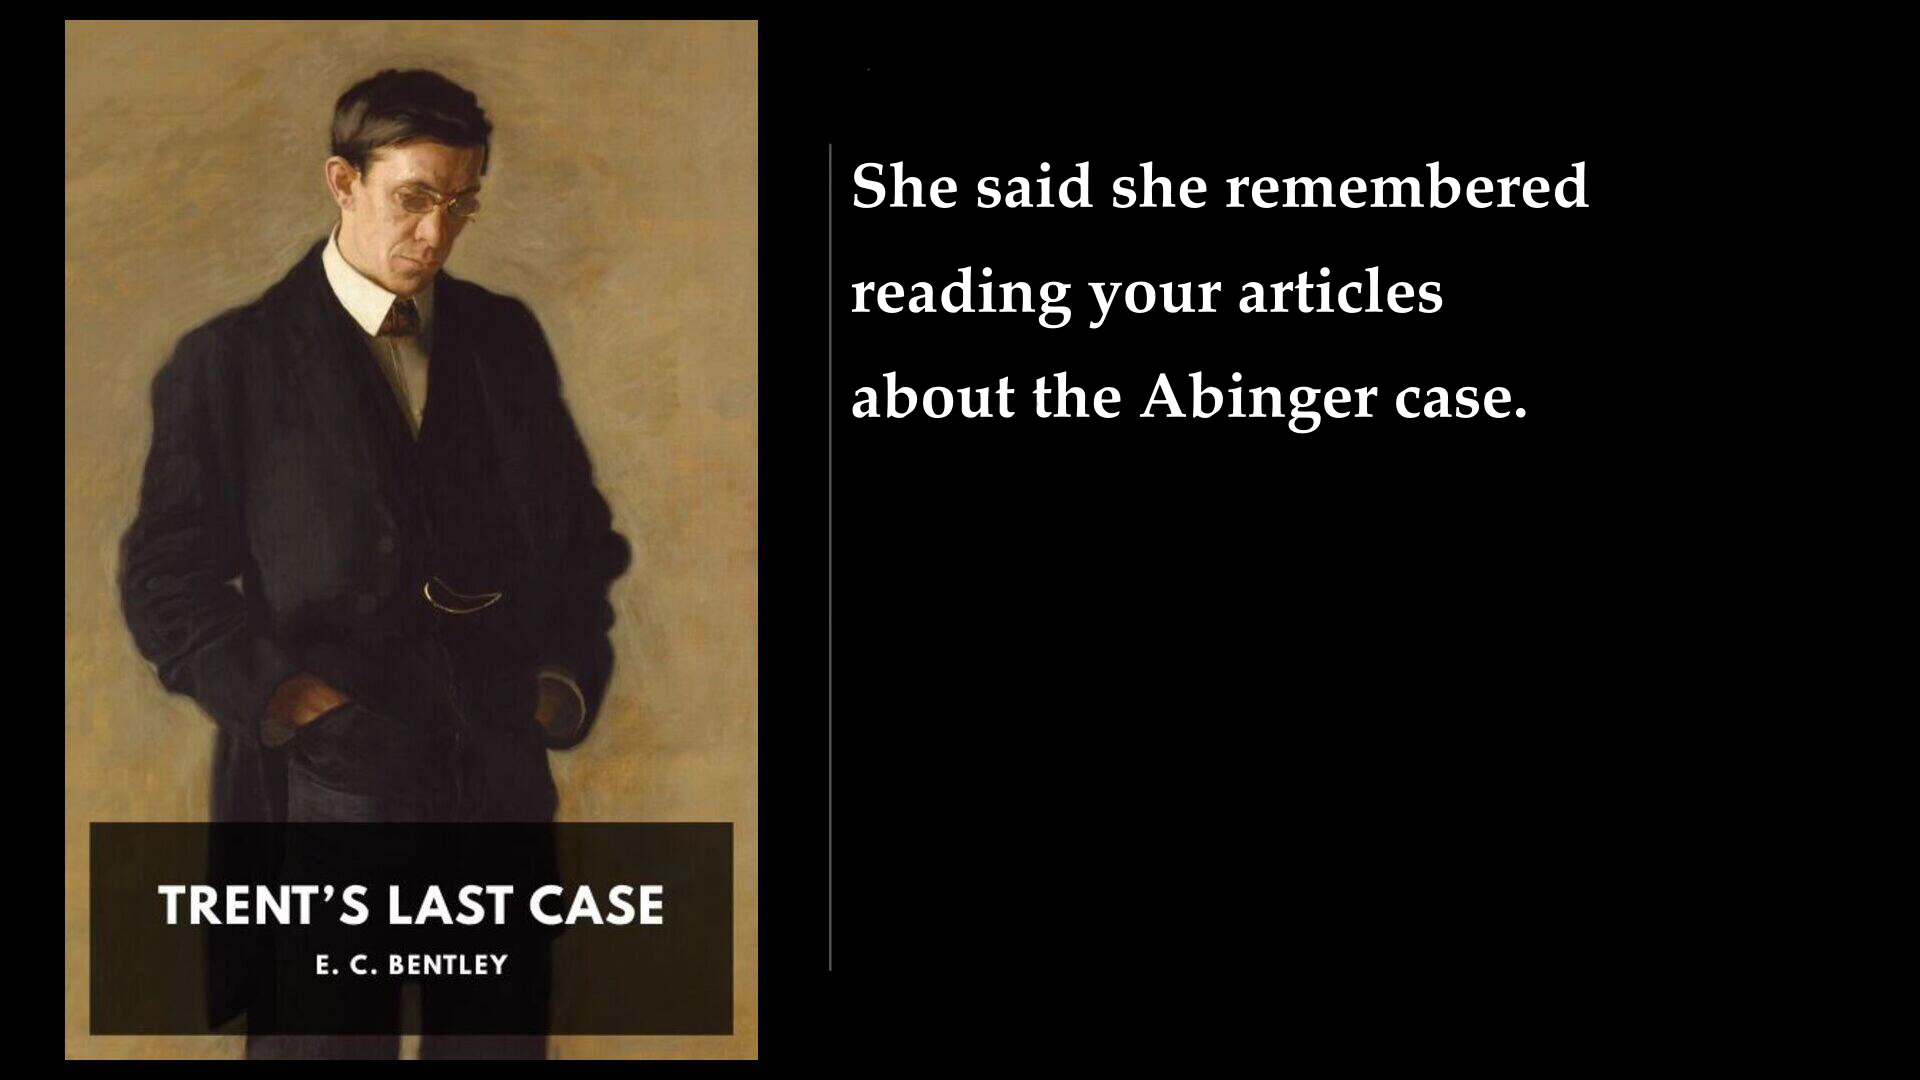 She said she remembered
reading your articles
about the Abinger case.
TRENT’S LAST CASE
E. C. BENTLEY